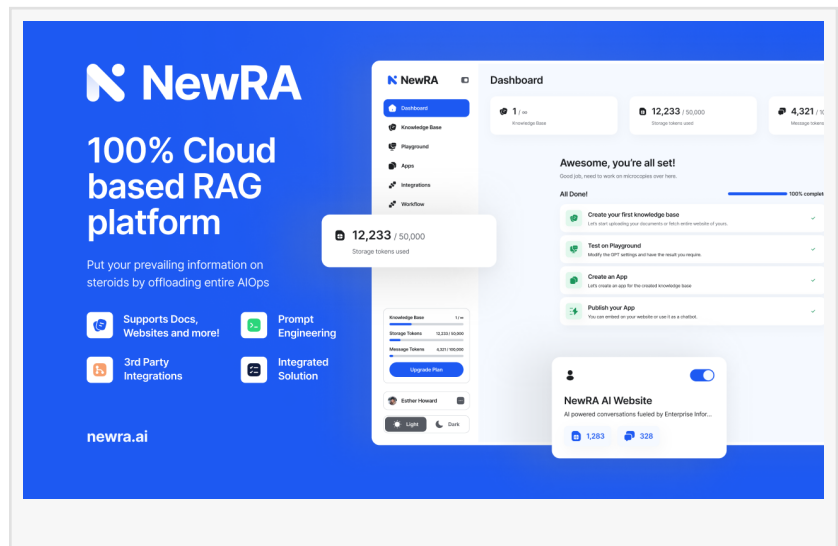 NewRA
100% Cloud
based RAG
platform
Put your prevailing information on
steroids by offloading entire AIOps
Supports Docs,
Websites and more!
Prompt
Engineering
3rd Party
Integrations
Integrated
Solution
newra.ai
NewRA
Dashboard
Knowledge Base
Playground
Apps
Integrations
Workflow
12,233 / 50,000
Storage tokens used
Knowledge Base 1/∞
Storage Tokens 12,233/50,000
Message Tokens 4,321/100,000
Upgrade Plan
Esther Howard
Light
Dark
Dashboard
1 / ∞
Knowledge Base
12,233 / 50,000
Storage tokens used
4,321 / 10
Message tokens
Awesome, you're all set!
Good job, need to work on microcopies over here.
All Done!
100% complet
Create your first knowledge base
Let's start uploading your documents or fetch entire website of yours.
Test on Playground
Modify the GPT settings and have the result you require.
Create an App
Let's create an app for the created knowledge base
Publish your App
You can embed on your website or use it as a chatbot.
NewRA AI Website
AI powered conversations fueled by Enterprise Infor...
1,283
328